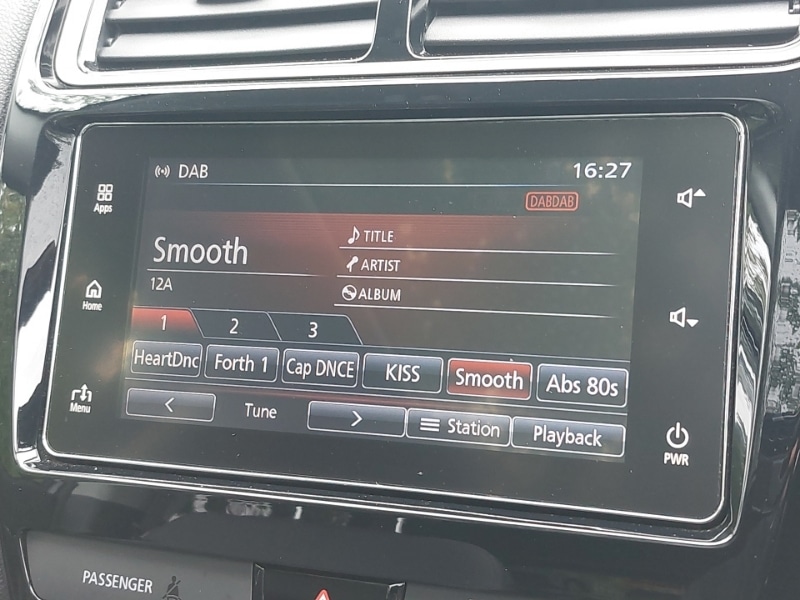 DAB
16:27
DABDAB
Apps
Smooth
12A
TITLE
ARTIST
ALBUM
Home
1 2 3
HeartDnc Forth 1 Cap DNCE KISS Smooth Abs 80s
Menu
< Tune > Station Playback
PWR
PASSENGER